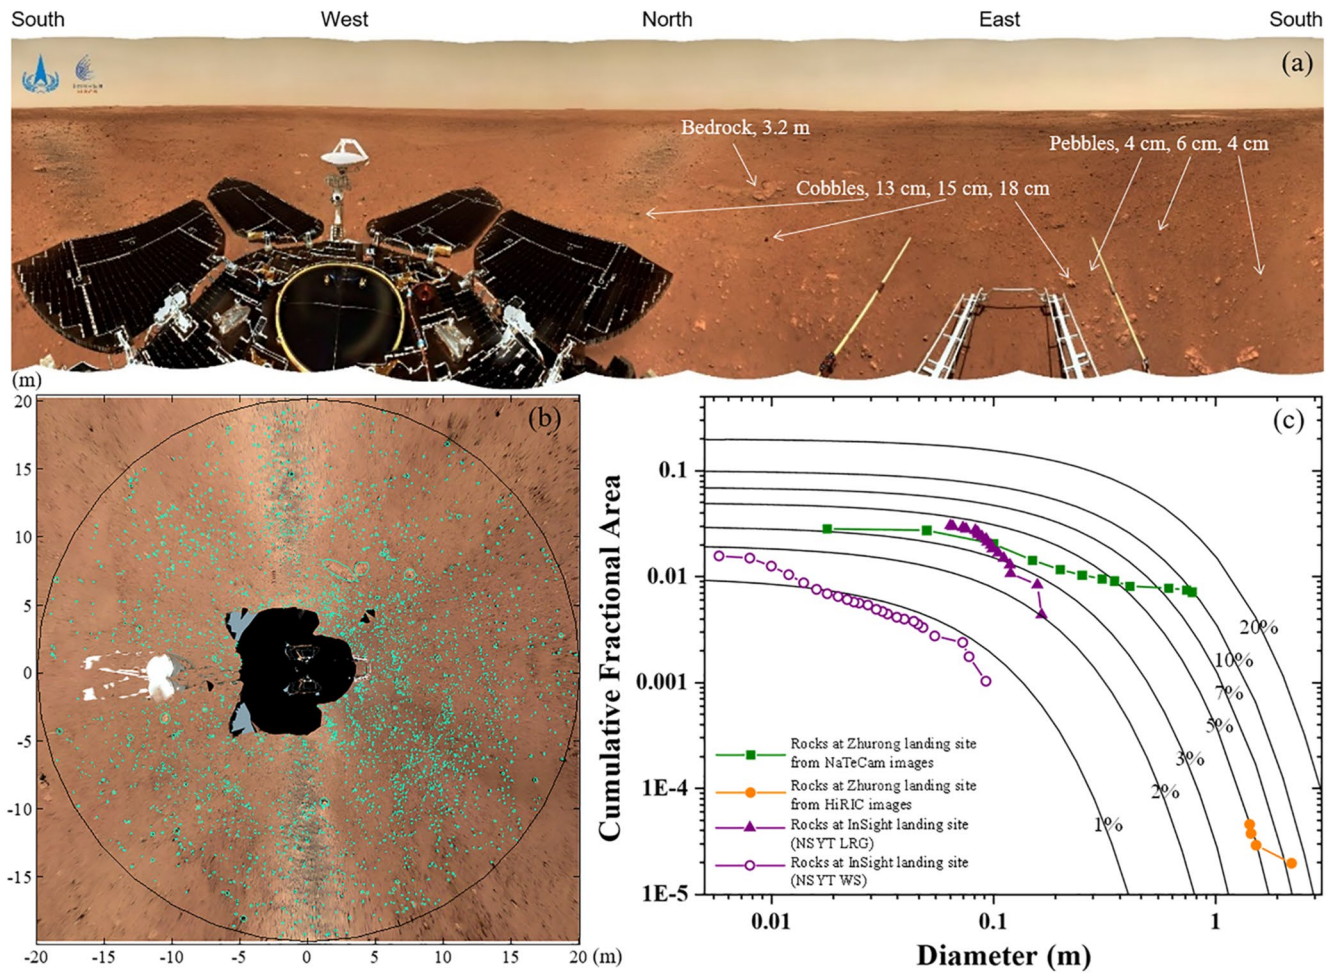 South West North East South
(a)
Bedrock, 3.2 m
Pebbles, 4 cm, 6 cm, 4 cm
Cobbles, 13 cm, 15 cm, 18 cm
(m)
(b)
20
15
10
5
0
-5
-10
-15
-20 -15 -10 -5 0 5 10 15 20 (m)
(c)
Cumulative Fractional Area
0.1
0.01
0.001
1E-4
1E-5
20%
10%
7%
5%
3%
2%
1%
Rocks at Zhurong landing site
from NaTeCam images
Rocks at Zhurong landing site
from HiRIC images
Rocks at InSight landing site
(NSYT LRG)
Rocks at InSight landing site
(NSYT WS)
0.01 0.1 1
Diameter (m)